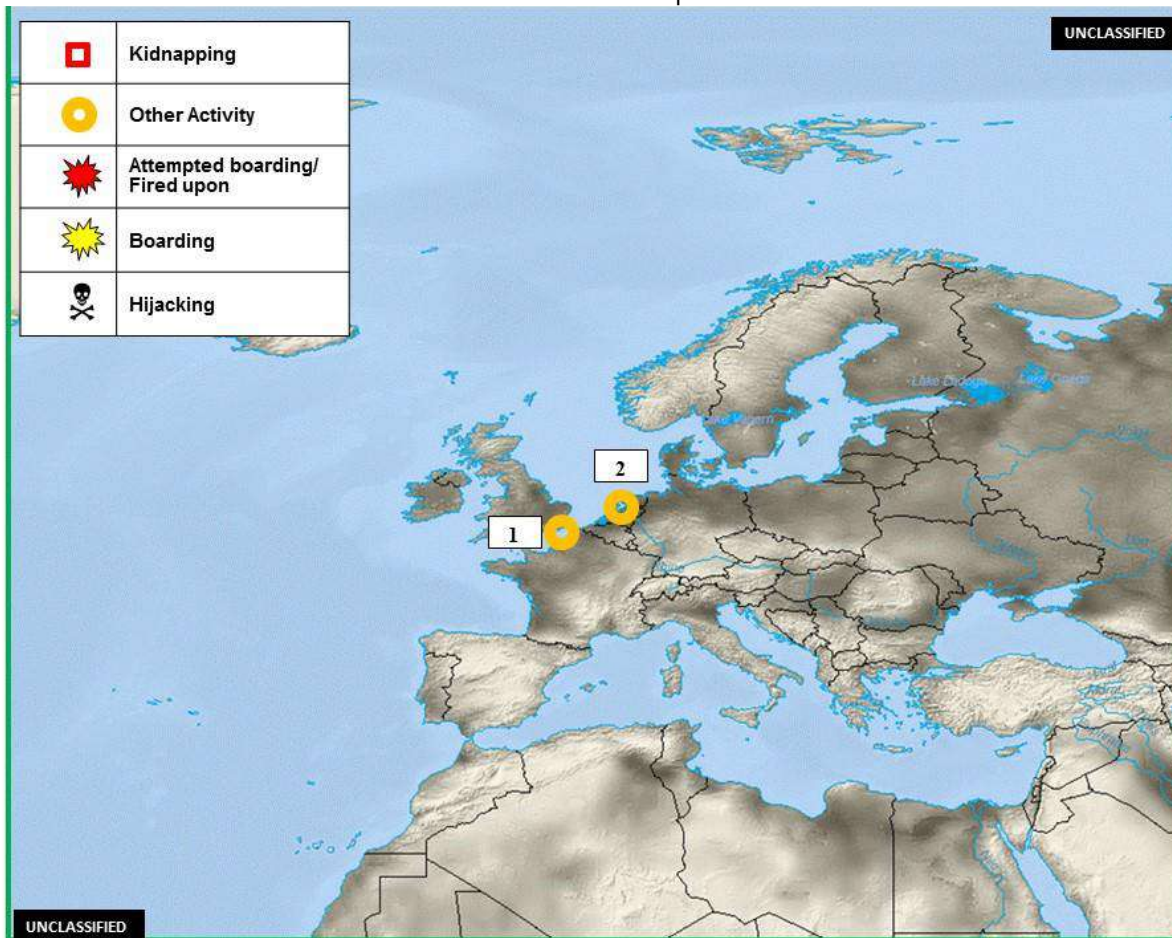 UNCLASSIFIED
Kidnapping
Other Activity
Attempted boarding/
Fired upon
Boarding
Hijacking
2
1
UNCLASSIFIED